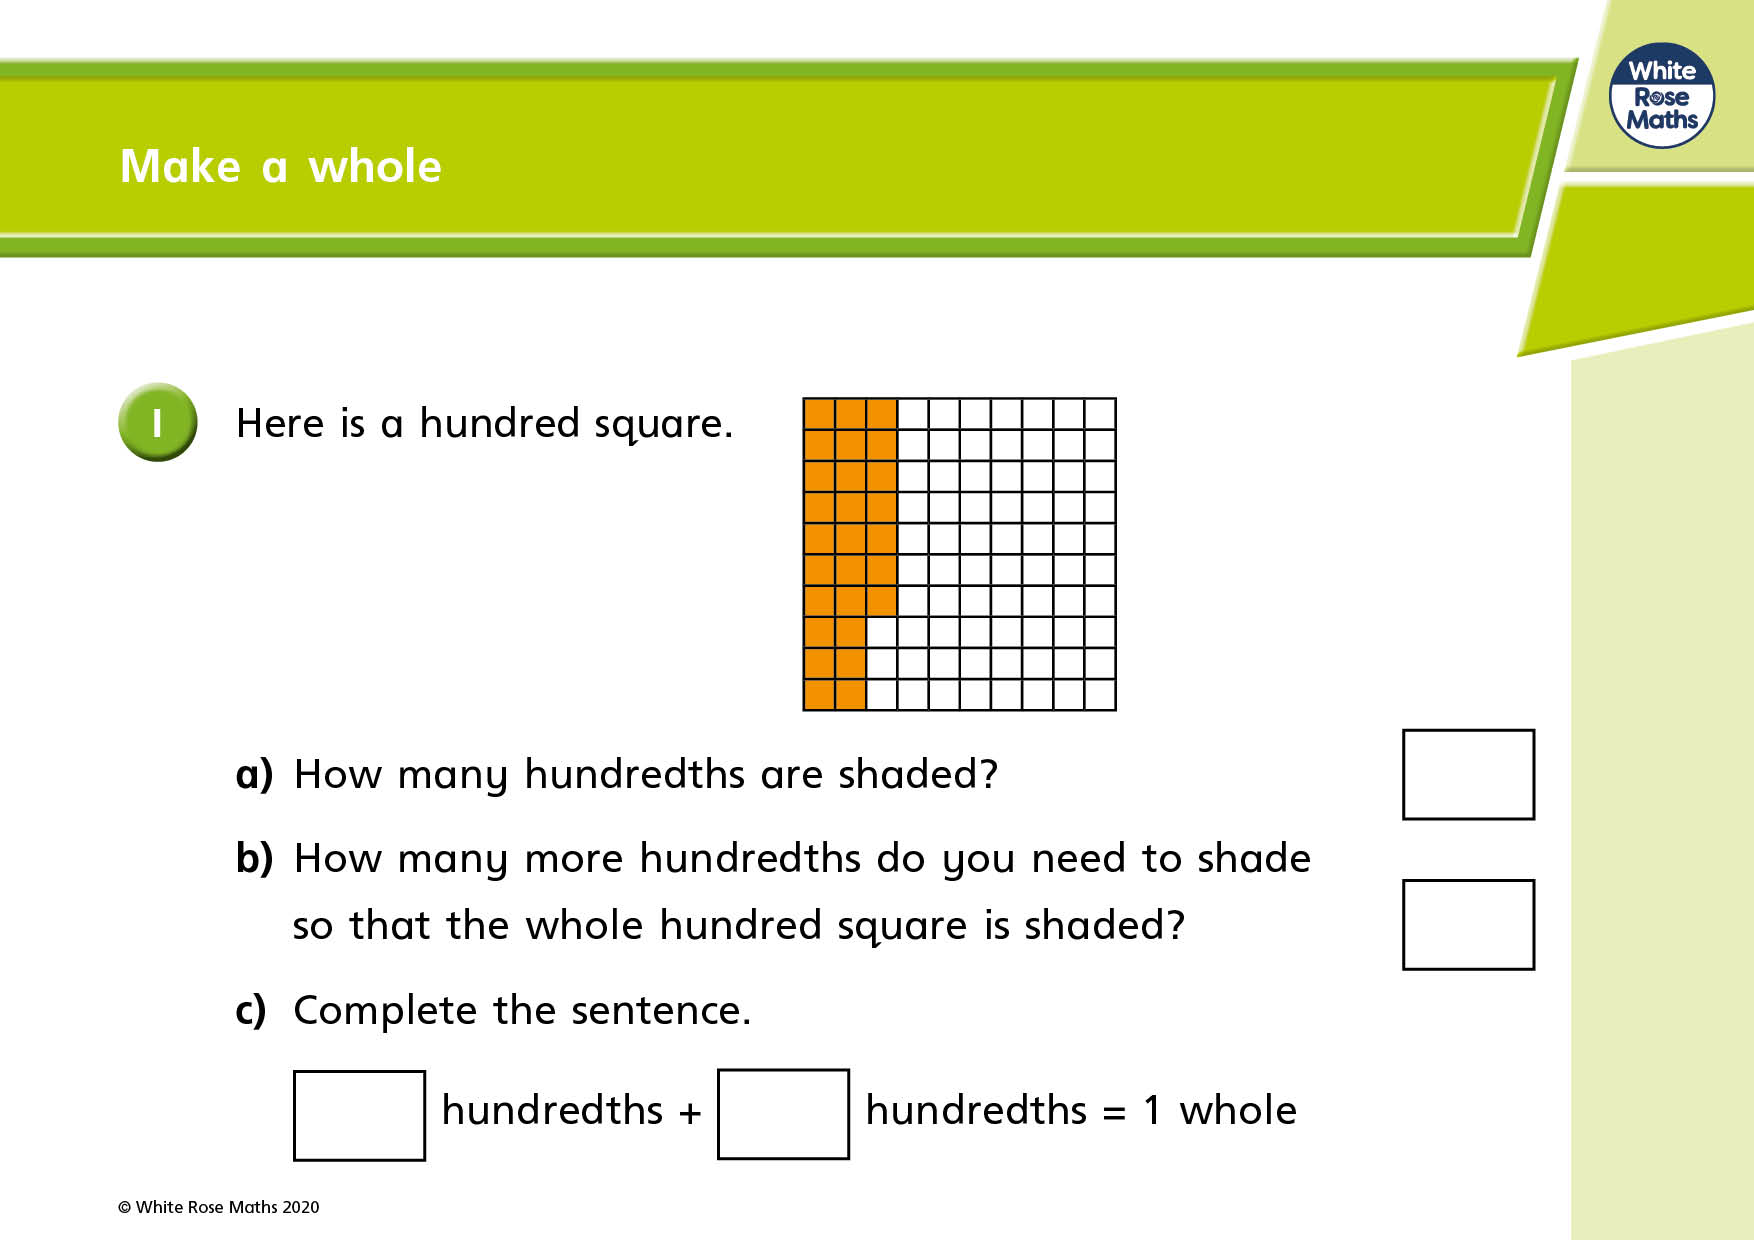 White
Rose
Maths
Make a whole
1 Here is a hundred square.
a) How many hundredths are shaded?
b) How many more hundredths do you need to shade
so that the whole hundred square is shaded?
c) Complete the sentence.
hundredths + hundredths = 1 whole
© White Rose Maths 2020